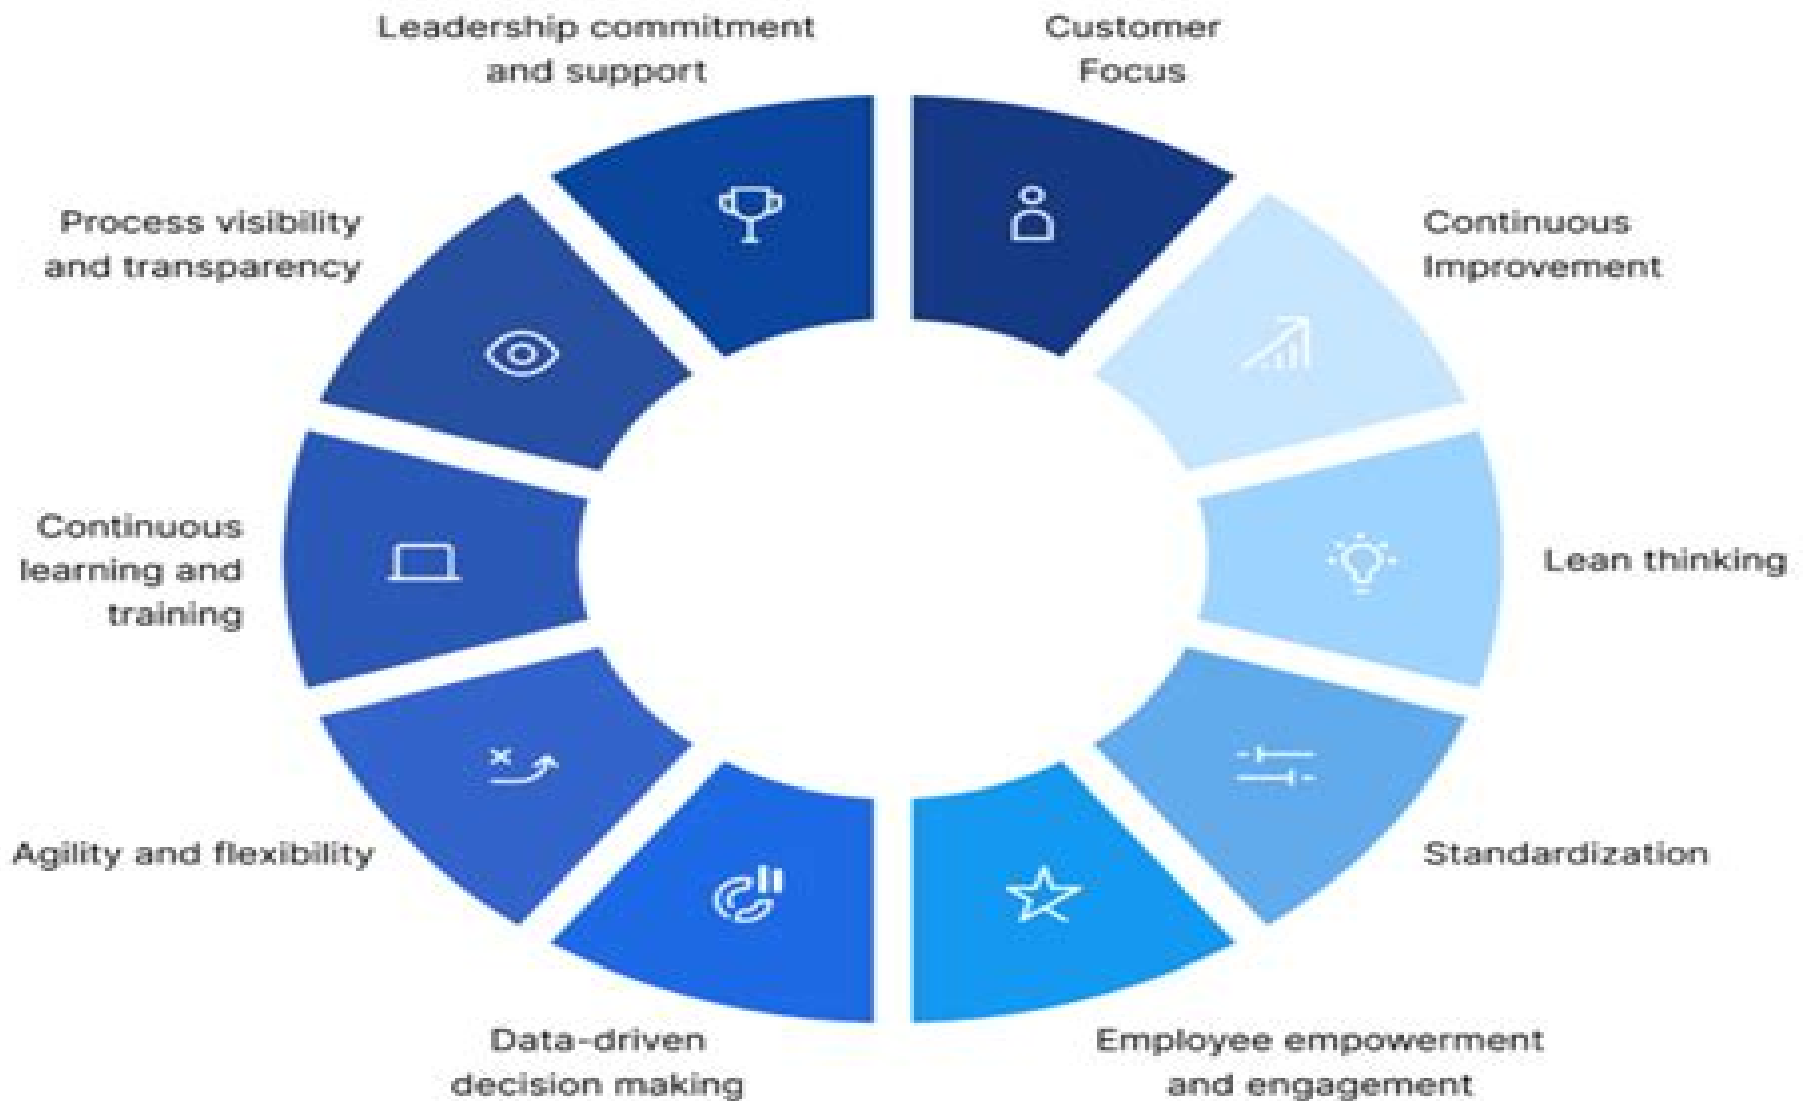 Leadership commitment
and support
Customer
Focus
Process visibility
and transparency
Continuous
Improvement
Continuous
learning and
training
Lean thinking
Agility and flexibility
Standardization
Data-driven
decision making
Employee empowerment
and engagement